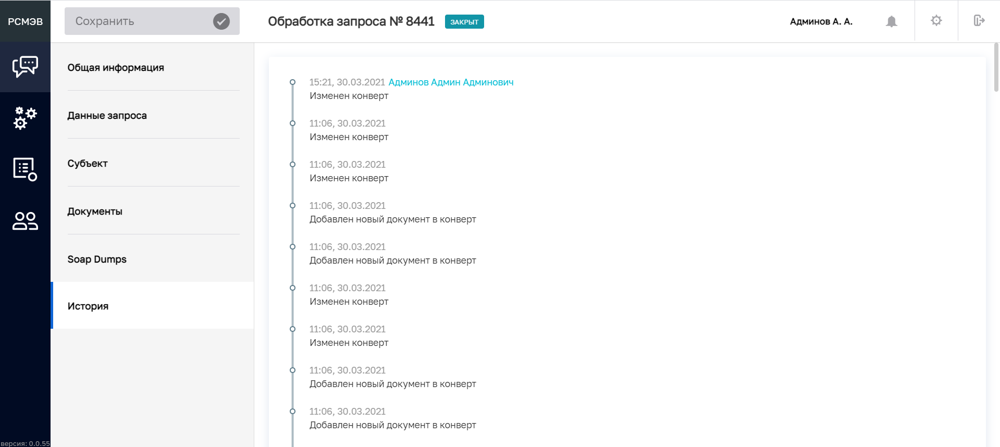 РСМЭВ
Сохранить
Обработка запроса № 8441
ЗАКРЫТ
Админов А. А.
Общая информация
Данные запроса
Субъект
Документы
Soap Dumps
История
15:21, 30.03.2021 Админов Админ Админович
Изменен конверт
11:06, 30.03.2021
Изменен конверт
11:06, 30.03.2021
Изменен конверт
11:06, 30.03.2021
Добавлен новый документ в конверт
11:06, 30.03.2021
Добавлен новый документ в конверт
11:06, 30.03.2021
Изменен конверт
11:06, 30.03.2021
Изменен конверт
11:06, 30.03.2021
Добавлен новый документ в конверт
11:06, 30.03.2021
Добавлен новый документ в конверт
версия: 0.0.55